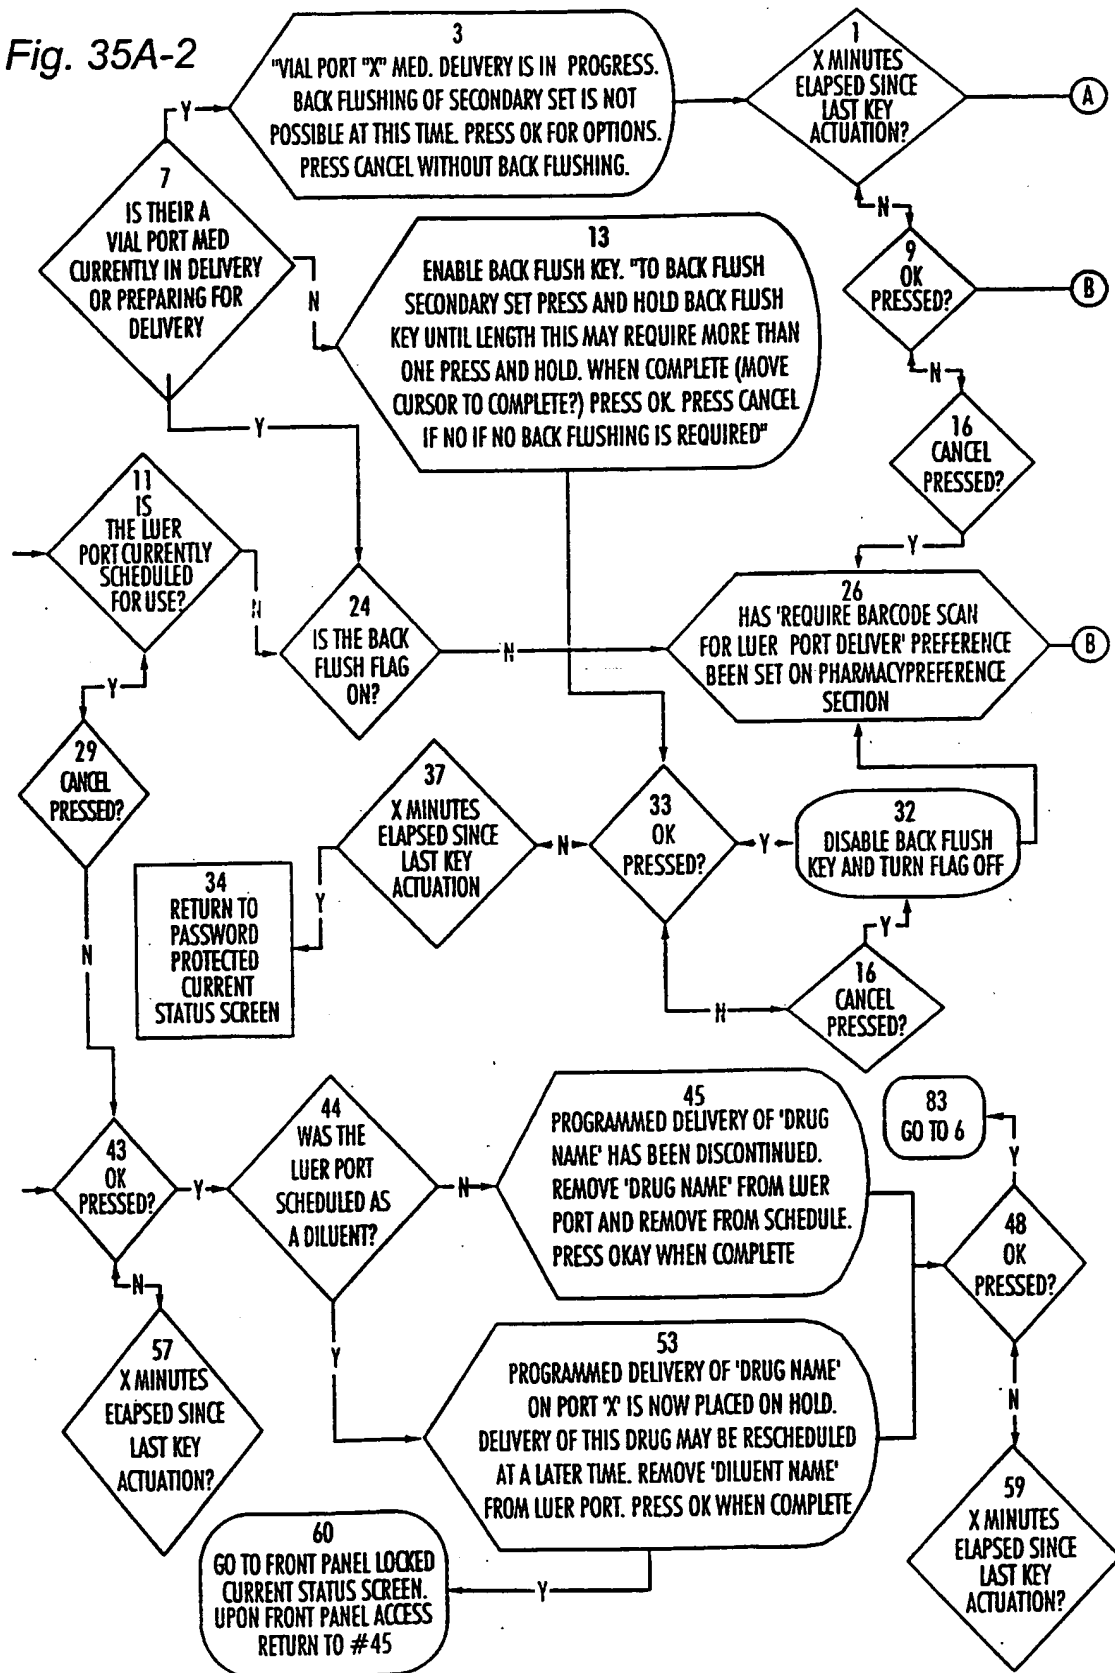 Fig. 35A-2
3
"VIAL PORT "X" MED. DELIVERY IS IN PROGRESS.
BACK FLUSHING OF SECONDARY SET IS NOT
POSSIBLE AT THIS TIME. PRESS OK FOR OPTIONS.
PRESS CANCEL WITHOUT BACK FLUSHING.
1
X MINUTES
ELAPSED SINCE
LAST KEY
ACTUATION?
A
Y
7
IS THEIR A
VIAL PORT MED
CURRENTLY IN DELIVERY
OR PREPARING FOR
DELIVERY
N
13
ENABLE BACK FLUSH KEY. "TO BACK FLUSH
SECONDARY SET PRESS AND HOLD BACK FLUSH
KEY UNTIL LENGTH THIS MAY REQUIRE MORE THAN
ONE PRESS AND HOLD. WHEN COMPLETE (MOVE
CURSOR TO COMPLETE?) PRESS OK. PRESS CANCEL
IF NO IF NO BACK FLUSHING IS REQUIRED"
N
9
OK
PRESSED?
B
N
16
CANCEL
PRESSED?
Y
Y
11
IS
THE LUER
PORT CURRENTLY
SCHEDULED
FOR USE?
N
24
IS THE BACK
FLUSH FLAG
ON?
N
26
HAS 'REQUIRE BARCODE SCAN
FOR LUER PORT DELIVER' PREFERENCE
BEEN SET ON PHARMACYPREFERENCE
SECTION
B
Y
29
CANCEL
PRESSED?
N
37
X MINUTES
ELAPSED SINCE
LAST KEY
ACTUATION
N
33
OK
PRESSED?
Y
32
DISABLE BACK FLUSH
KEY AND TURN FLAG OFF
Y
34
RETURN TO
PASSWORD
PROTECTED
CURRENT
STATUS SCREEN
Y
16
CANCEL
PRESSED?
N
43
OK
PRESSED?
Y
44
WAS THE
LUER PORT
SCHEDULED AS
A DILUENT?
N
45
PROGRAMMED DELIVERY OF 'DRUG
NAME' HAS BEEN DISCONTINUED.
REMOVE 'DRUG NAME' FROM LUER
PORT AND REMOVE FROM SCHEDULE.
PRESS OKAY WHEN COMPLETE
83
GO TO 6
Y
48
OK
PRESSED?
N
57
X MINUTES
ELAPSED SINCE
LAST KEY
ACTUATION?
Y
53
PROGRAMMED DELIVERY OF 'DRUG NAME'
ON PORT 'X' IS NOW PLACED ON HOLD.
DELIVERY OF THIS DRUG MAY BE RESCHEDULED
AT A LATER TIME. REMOVE 'DILUENT NAME'
FROM LUER PORT. PRESS OK WHEN COMPLETE
N
59
X MINUTES
ELAPSED SINCE
LAST KEY
ACTUATION?
Y
60
GO TO FRONT PANEL LOCKED
CURRENT STATUS SCREEN.
UPON FRONT PANEL ACCESS
RETURN TO #45